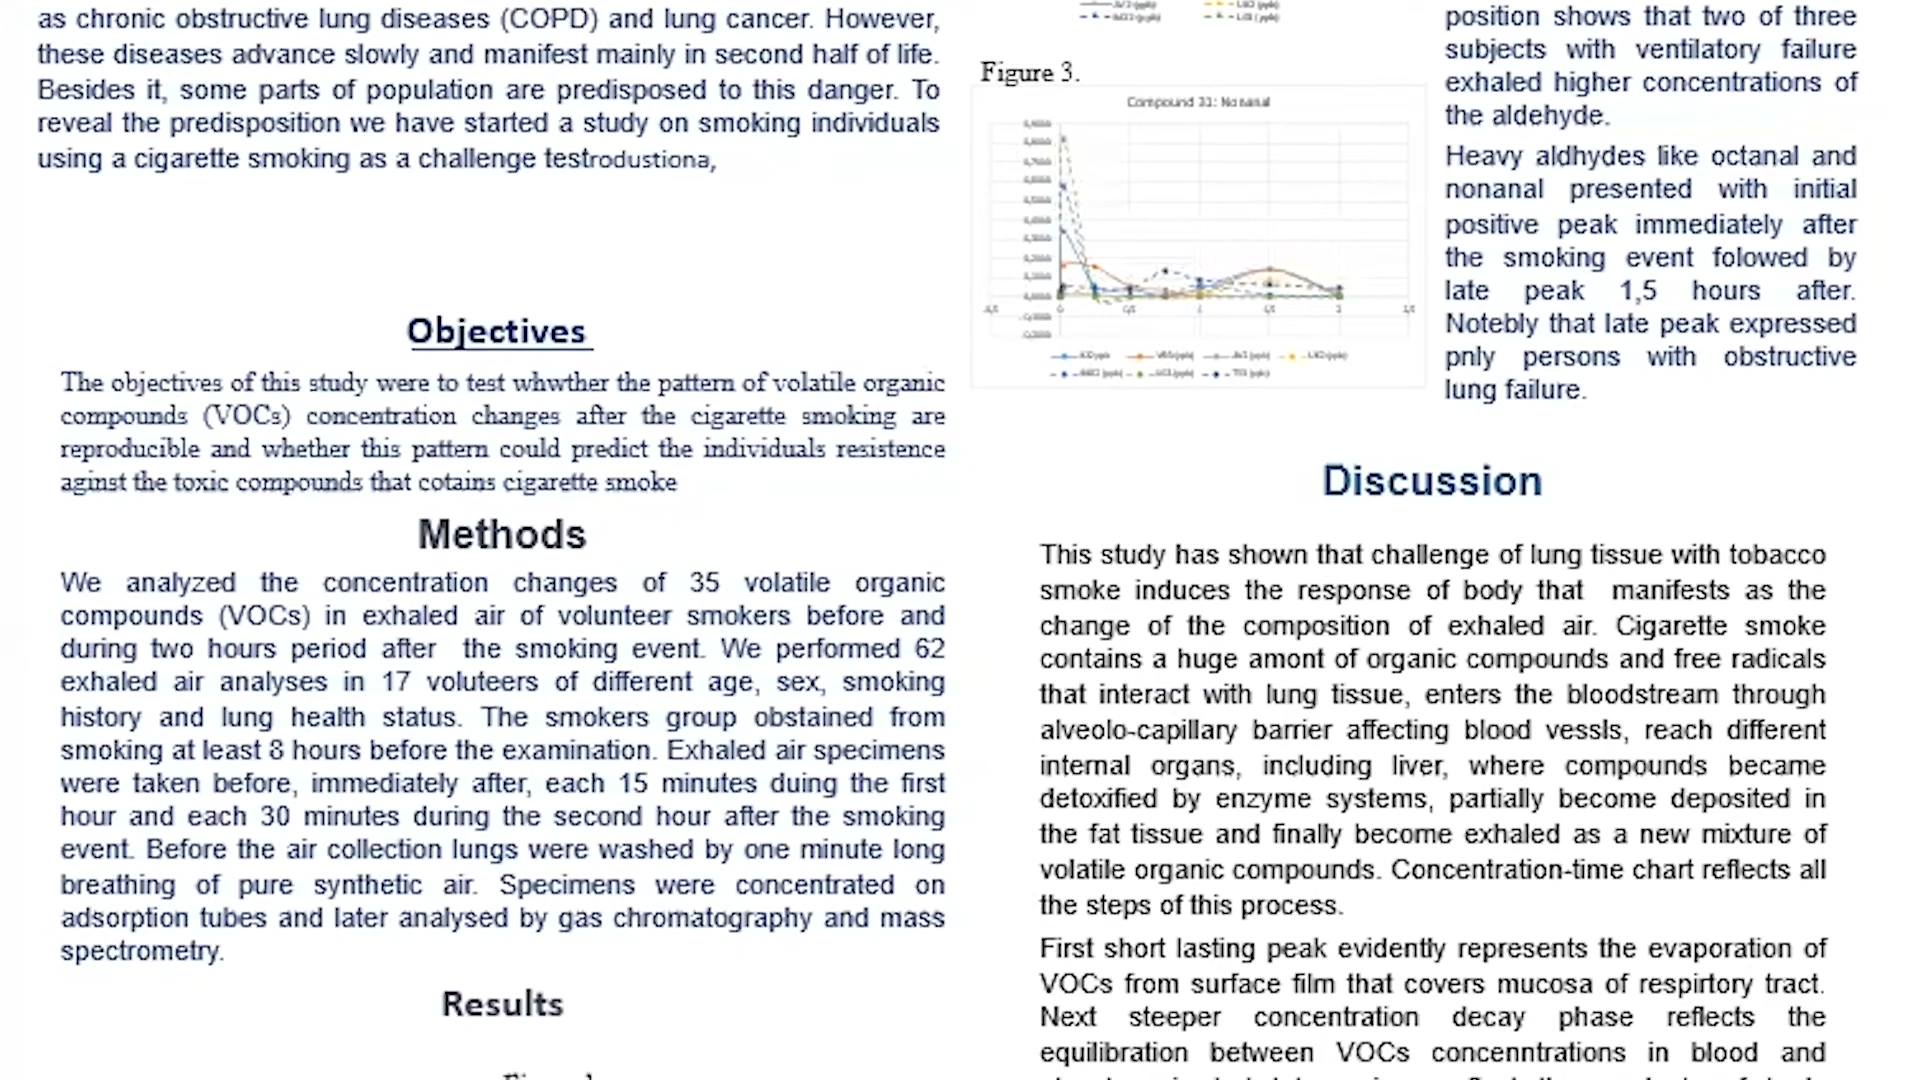 as chronic obstructive lung diseases (COPD) and lung cancer. However,
these diseases advance slowly and manifest mainly in second half of life.
Besides it, some parts of population are predisposed to this danger. To
reveal the predisposition we have started a study on smoking individuals
using a cigarette smoking as a challenge testrodustiona,
Objectives
The objectives of this study were to test whwther the pattern of volatile organic
compounds (VOCs) concentration changes after the cigarette smoking are
reproducible and whether this pattern could predict the individuals resistence
aginst the toxic compounds that cotains cigarette smoke
Methods
We analyzed the concentration changes of 35 volatile organic
compounds (VOCs) in exhaled air of volunteer smokers before and
during two hours period after the smoking event. We performed 62
exhaled air analyses in 17 voluteers of different age, sex, smoking
history and lung health status. The smokers group obstained from
smoking at least 8 hours before the examination. Exhaled air specimens
were taken before, immediately after, each 15 minutes duing the first
hour and each 30 minutes during the second hour after the smoking
event. Before the air collection lungs were washed by one minute long
breathing of pure synthetic air. Specimens were concentrated on
adsorption tubes and later analysed by gas chromatography and mass
spectrometry.
Results
Figure 3.
Compound 31: Nonanal
position shows that two of three
subjects with ventilatory failure
exhaled higher concentrations of
the aldehyde.
Heavy aldhydes like octanal and
nonanal presented with initial
positive peak immediately after
the smoking event folowed by
late peak 1,5 hours after.
Notebly that late peak expressed
pnly persons with obstructive
lung failure.
Discussion
This study has shown that challenge of lung tissue with tobacco
smoke induces the response of body that manifests as the
change of the composition of exhaled air. Cigarette smoke
contains a huge amont of organic compounds and free radicals
that interact with lung tissue, enters the bloodstream through
alveolo-capillary barrier affecting blood vessls, reach different
internal organs, including liver, where compounds became
detoxified by enzyme systems, partially become deposited in
the fat tissue and finally become exhaled as a new mixture of
volatile organic compounds. Concentration-time chart reflects all
the steps of this process.
First short lasting peak evidently represents the evaporation of
VOCs from surface film that covers mucosa of respirtory tract.
Next steeper concentration decay phase reflects the
equilibration between VOCs concenntrations in blood and